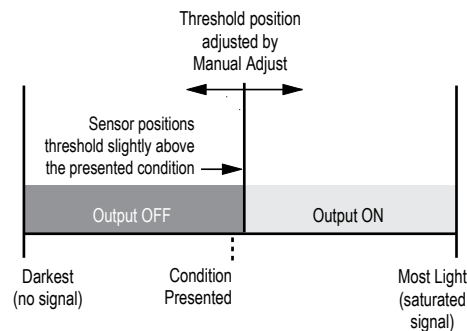 Threshold position
adjusted by
Manual Adjust
Sensor positions
threshold slightly above
the presented condition
Output OFF
Output ON
Darkest
(no signal)
Condition
Presented
Most Light
(saturated
signal)